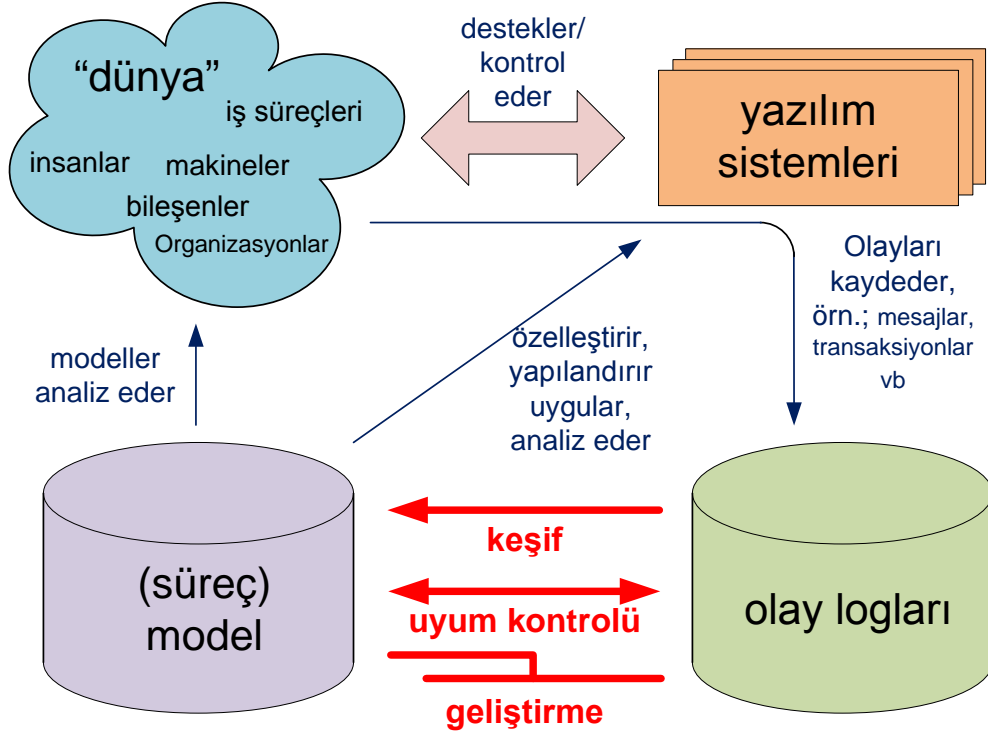 “dünya”
iş süreçleri
insanlar
makineler
bileşenler
Organizasyonlar
destekler/
kontrol
eder
yazılım
sistemleri
Olayları
kaydeder,
örn.; mesajlar,
transaksiyonlar
vb
modeller
analiz eder
özelleştirir,
yapılandırır
uygular,
analiz eder
(süreç)
model
keşif
uyum kontrolü
geliştirme
olay logları